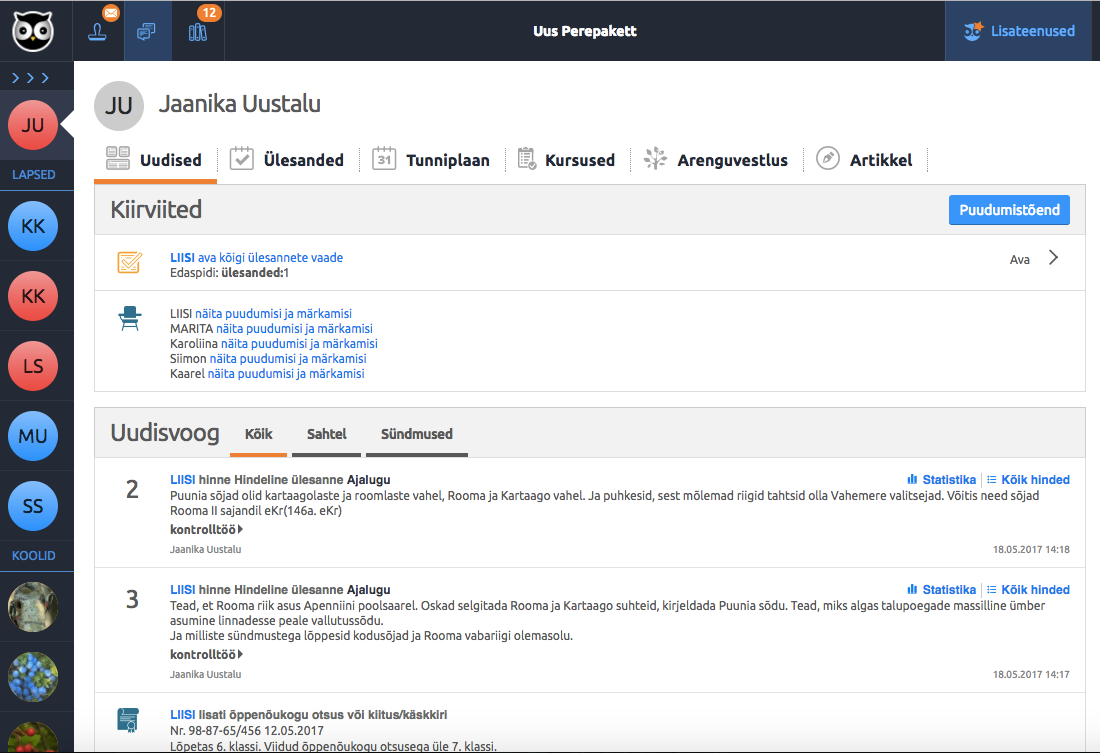 12
Uus Perepakett
Lisateenused
JU
LAPSED
KK
KK
LS
MU
SS
KOOLID
JU
Jaanika Uustalu
Uudised
Ülesanded
31
Tunniplaan
Kursused
Arenguvestlus
Artikkel
Kiirviited
Puudumistõend
LIISI ava kõigi ülesannete vaade
Edaspidi: ülesanded:1
Ava
LIISI näita puudumisi ja märkamisi
MARITA näita puudumisi ja märkamisi
Karoliina näita puudumisi ja märkamisi
Siimon näita puudumisi ja märkamisi
Kaarel näita puudumisi ja märkamisi
Uudisvoog
Kõik
Sahtel
Sündmused
2
LIISI hinne Hindeline ülesanne Ajalugu
Statistika
Kõik hinded
Puunia sõjad olid kartaagolaste ja roomlaste vahel, Rooma ja Kartaago vahel. Ja puhkesid, sest mõlemad riigid tahtsid olla Vahemere valitsejad. Võitis need sõjad
Rooma II sajandil eKr(146a. eKr)
kontrolltöö
Jaanika Uustalu
18.05.2017 14:18
3
LIISI hinne Hindeline ülesanne Ajalugu
Statistika
Kõik hinded
Tead, et Rooma riik asus Apenniini poolsaarel. Oskad selgitada Rooma ja Kartaago suhteid, kirjeldada Puunia sõdu. Tead, miks algas talupoegade massilline ümber
asumine linnadesse peale vallutussõdu.
Ja milliste sündmustega lõppesid kodusõjad ja Rooma vabariigi olemasolu.
kontrolltöö
Jaanika Uustalu
18.05.2017 14:17
LIISI lisati õppenõukogu otsus või kiitus/käskkiri
Nr. 98-87-65/456 12.05.2017
Lõpetas 6. klassi. Viidud õppenõukogu otsusega üle 7. klassi.